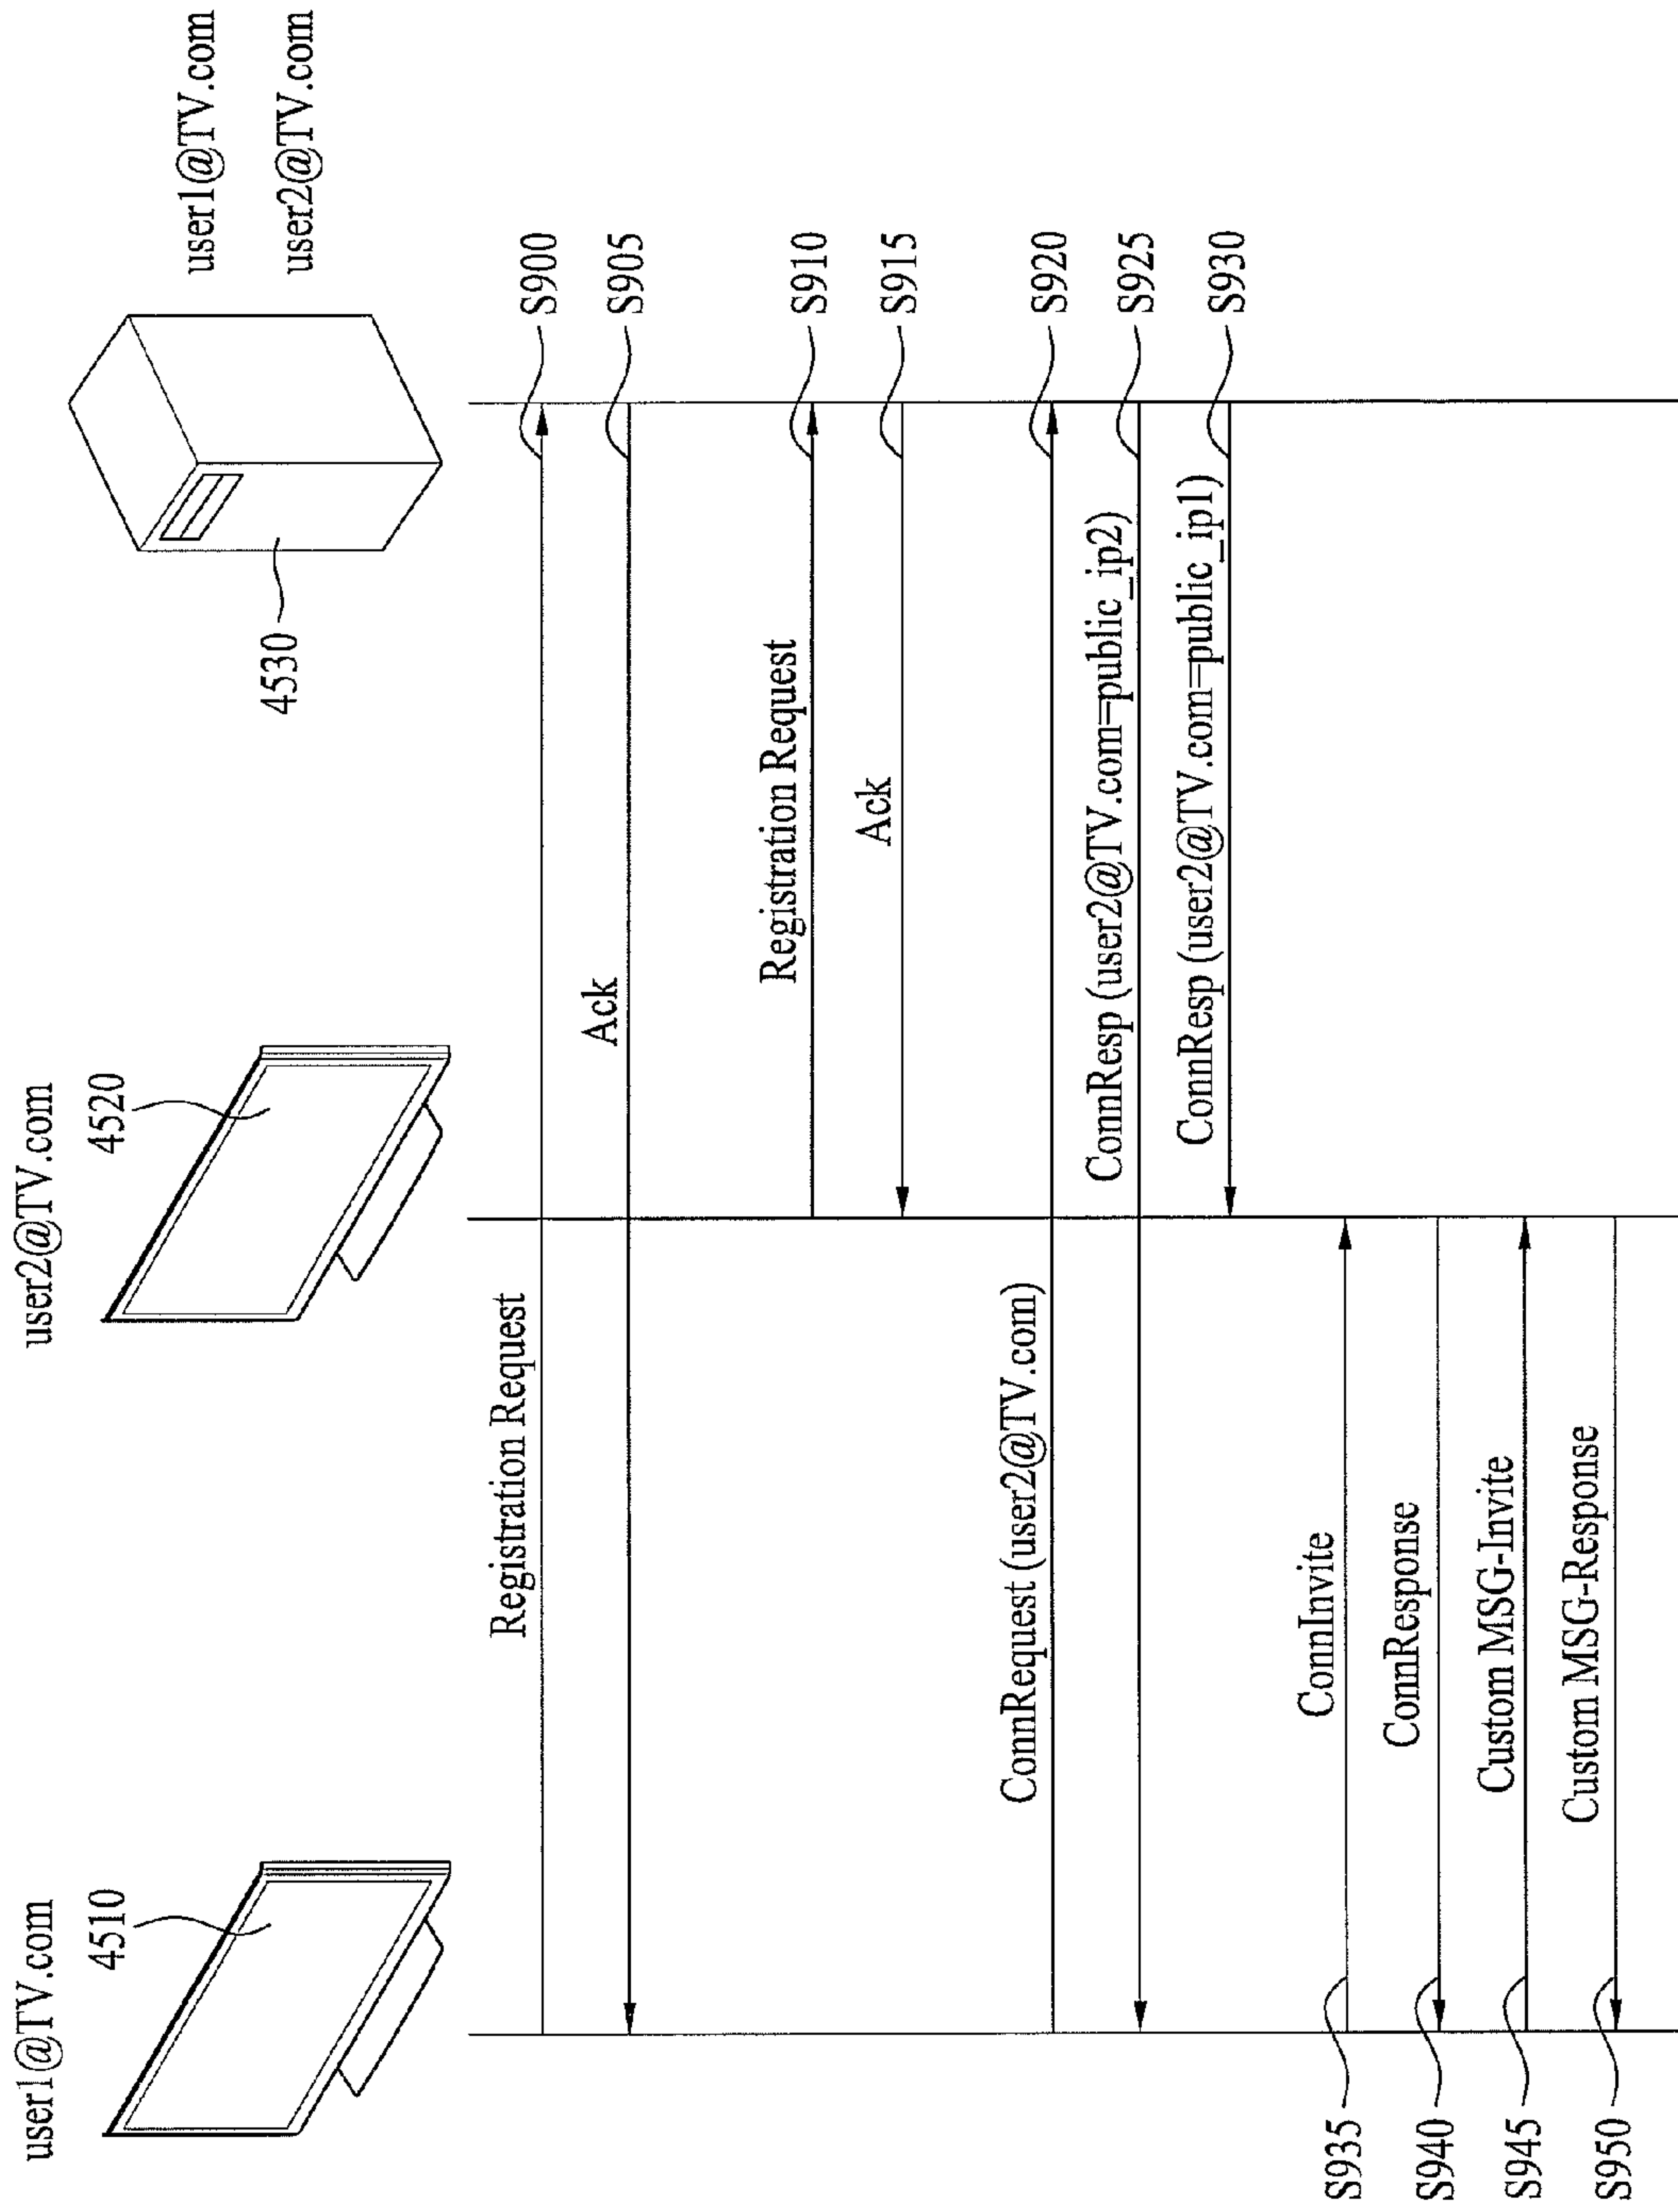 user1@TV.com
4510
user2@TV.com
4520
4530
user1@TV.com
user2@TV.com
Registration Request
S900
Ack
S905
Registration Request
S910
Ack
S915
ConnRequest (user2@TV.com)
S920
ConnResp (user2@TV.com=public_ip2)
S925
ConnResp (user2@TV.com=public_ip1)
S930
S935
ConnInvite
S940
ConnResponse
S945
Custom MSG-Invite
S950
Custom MSG-Response